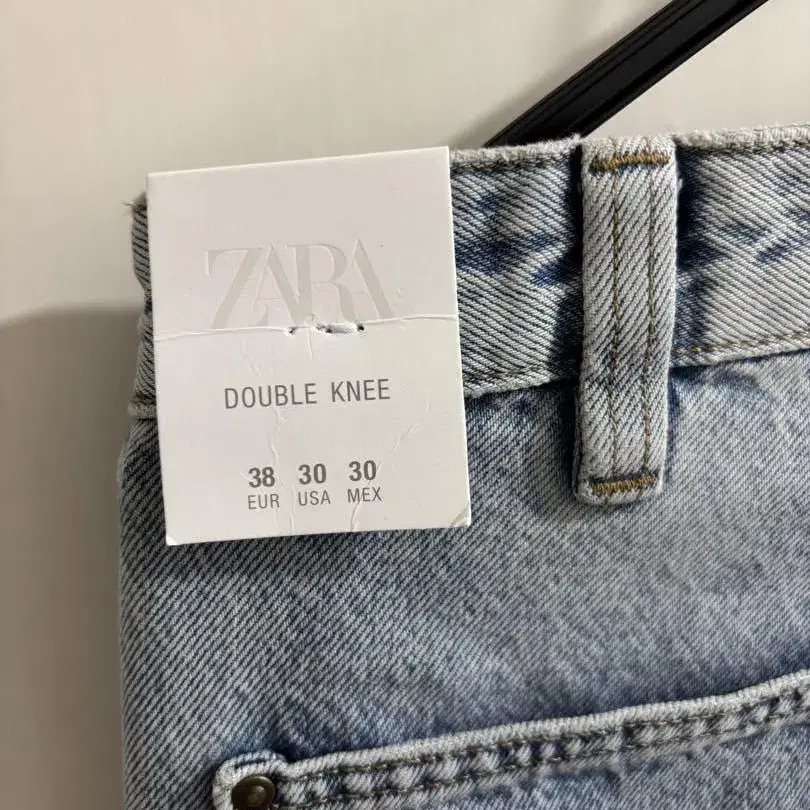 ZARA
DOUBLE KNEE
38 30 30
EUR USA MEX